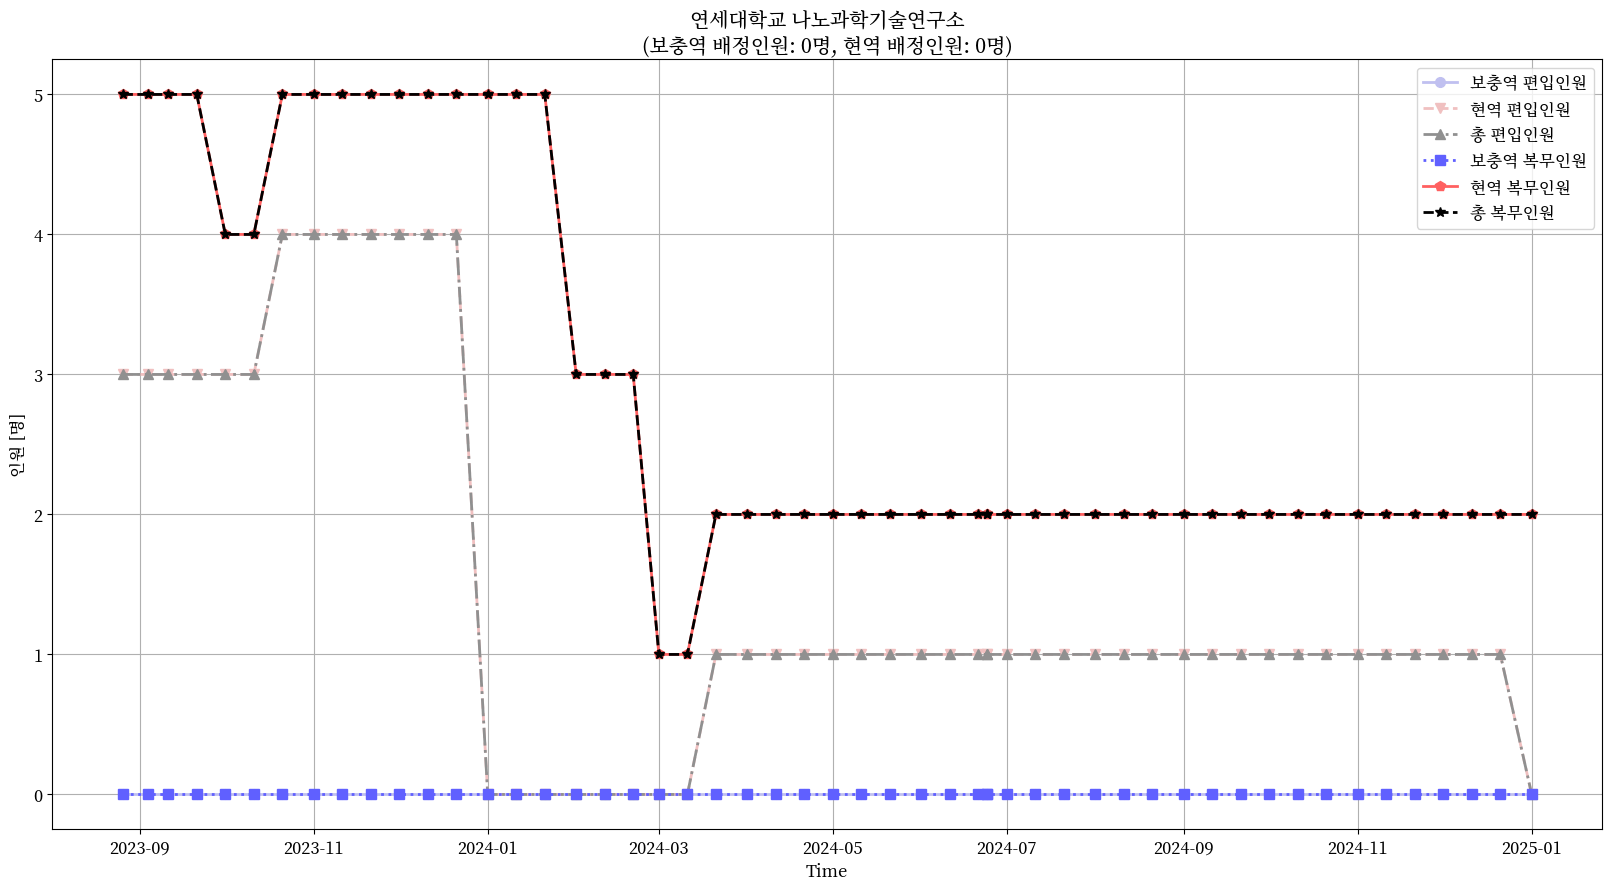 연세대학교 나노과학기술연구소
(보충역 배정인원: 0명, 현역 배정인원: 0명)
보충역 편입인원
현역 편입인원
총 편입인원
보충역 복무인원
현역 복무인원
총 복무인원
인원 [명]
5
4
3
2
1
0
2023-09
2023-11
2024-01
2024-03
2024-05
2024-07
2024-09
2024-11
2025-01
Time